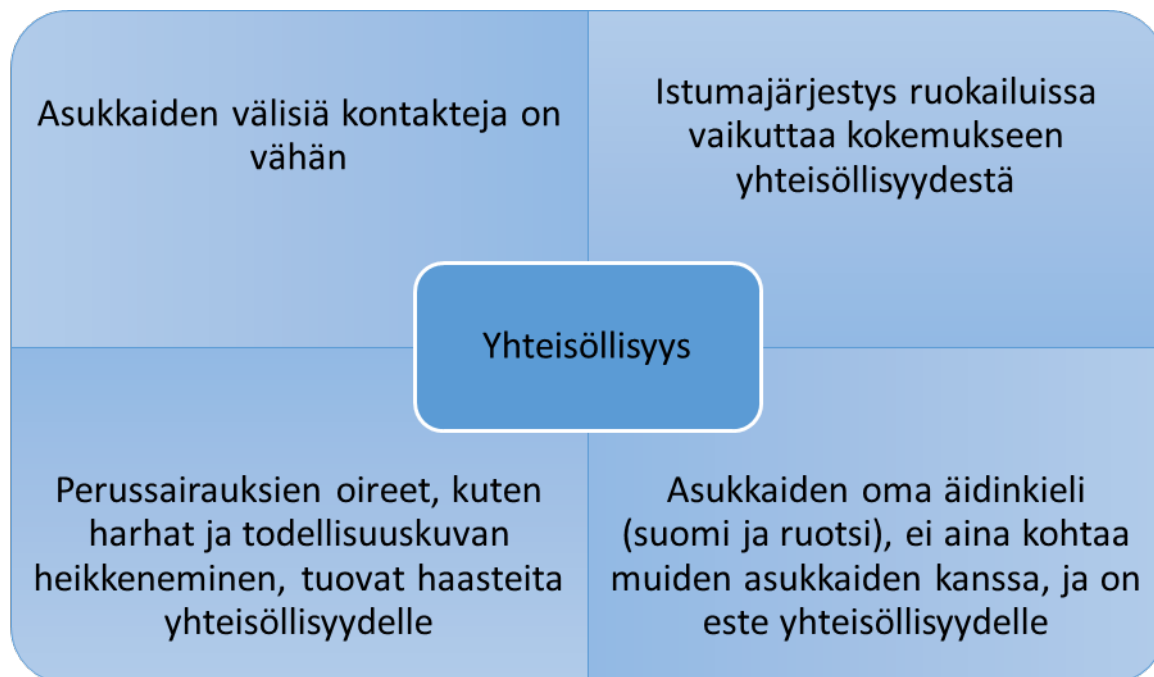 Asukkaiden välisiä kontakteja on
vähän
Istumajärjestys ruokailuissa
vaikuttaa kokemukseen
yhteisöllisyydestä
Yhteisöllisyys
Perussairauksien oireet, kuten
harhat ja todellisuuskuvan
heikkeneminen, tuovat haasteita
yhteisöllisyydelle
Asukkaiden oma äidinkieli
(suomi ja ruotsi), ei aina kohtaa
muiden asukkaiden kanssa, ja on
este yhteisöllisyydelle